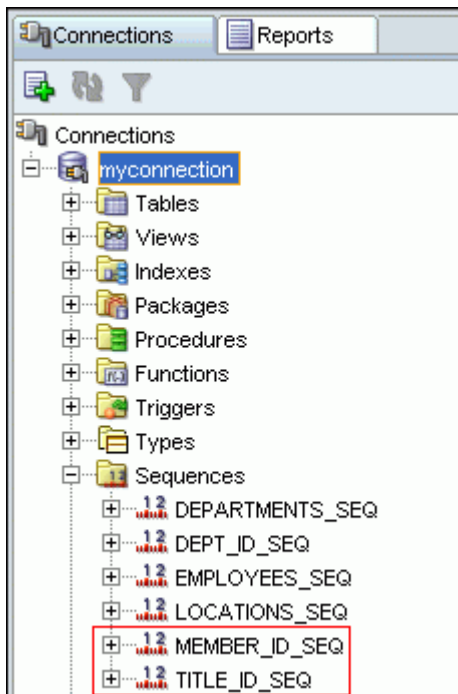 Connections Reports
Connections
myconnection
Tables
Views
Indexes
Packages
Procedures
Functions
Triggers
Types
Sequences
DEPARTMENTS_SEQ
DEPT_ID_SEQ
EMPLOYEES_SEQ
LOCATIONS_SEQ
MEMBER_ID_SEQ
TITLE_ID_SEQ